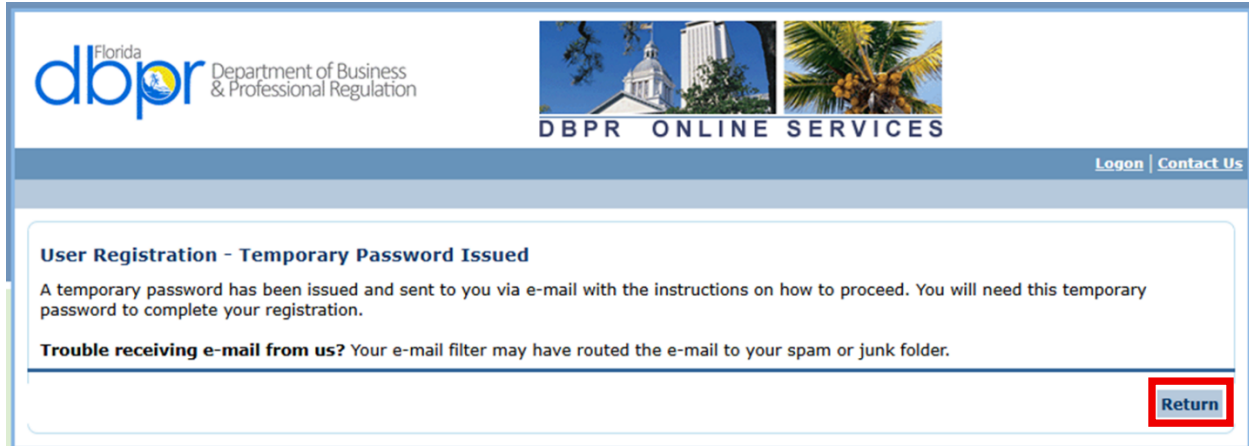 Florida
dbpr Department of Business
& Professional Regulation
DBPR ONLINE SERVICES
Logon | Contact Us
User Registration - Temporary Password Issued
A temporary password has been issued and sent to you via e-mail with the instructions on how to proceed. You will need this temporary
password to complete your registration.
Trouble receiving e-mail from us? Your e-mail filter may have routed the e-mail to your spam or junk folder.
Return